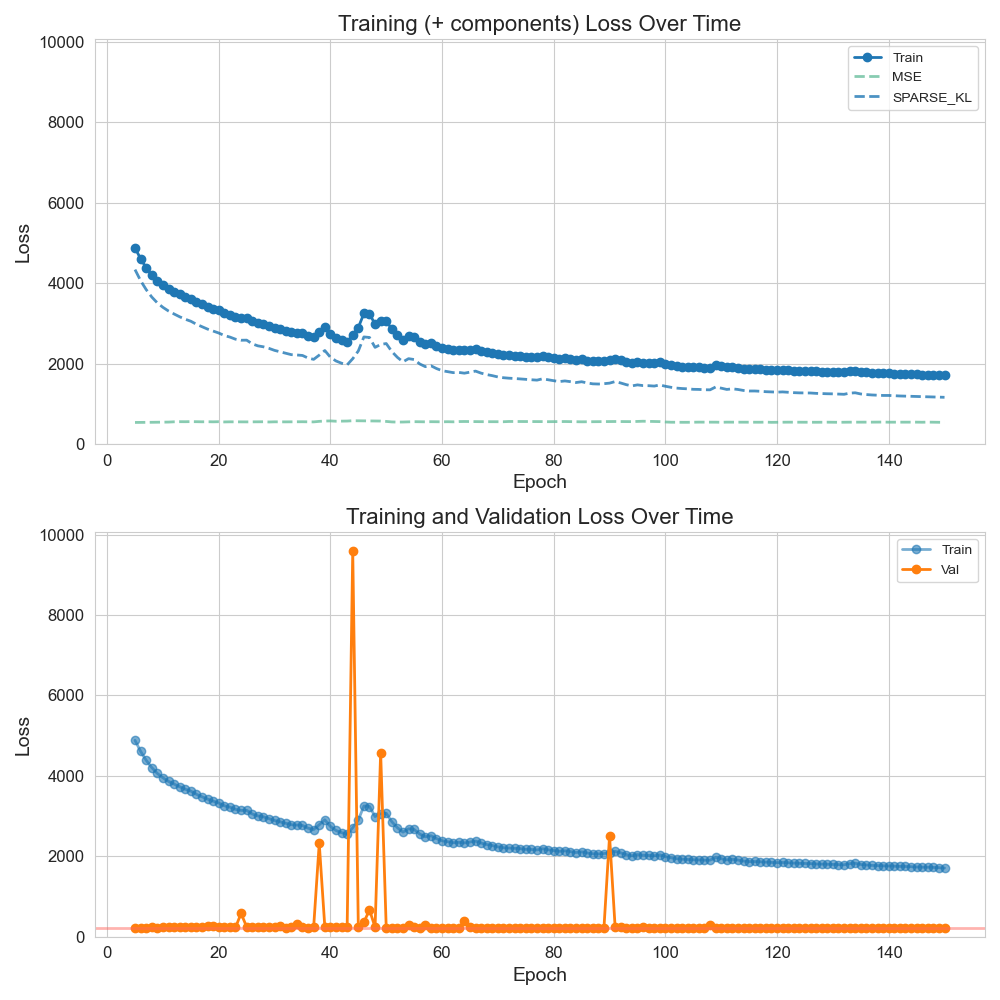 Training (+ components) Loss Over Time
10000
8000
6000
4000
2000
0
Loss
Train
MSE
SPARSE_KL
0 20 40 60 80 100 120 140
Epoch
Training and Validation Loss Over Time
10000
8000
6000
4000
2000
0
Loss
Train
Val
0 20 40 60 80 100 120 140
Epoch